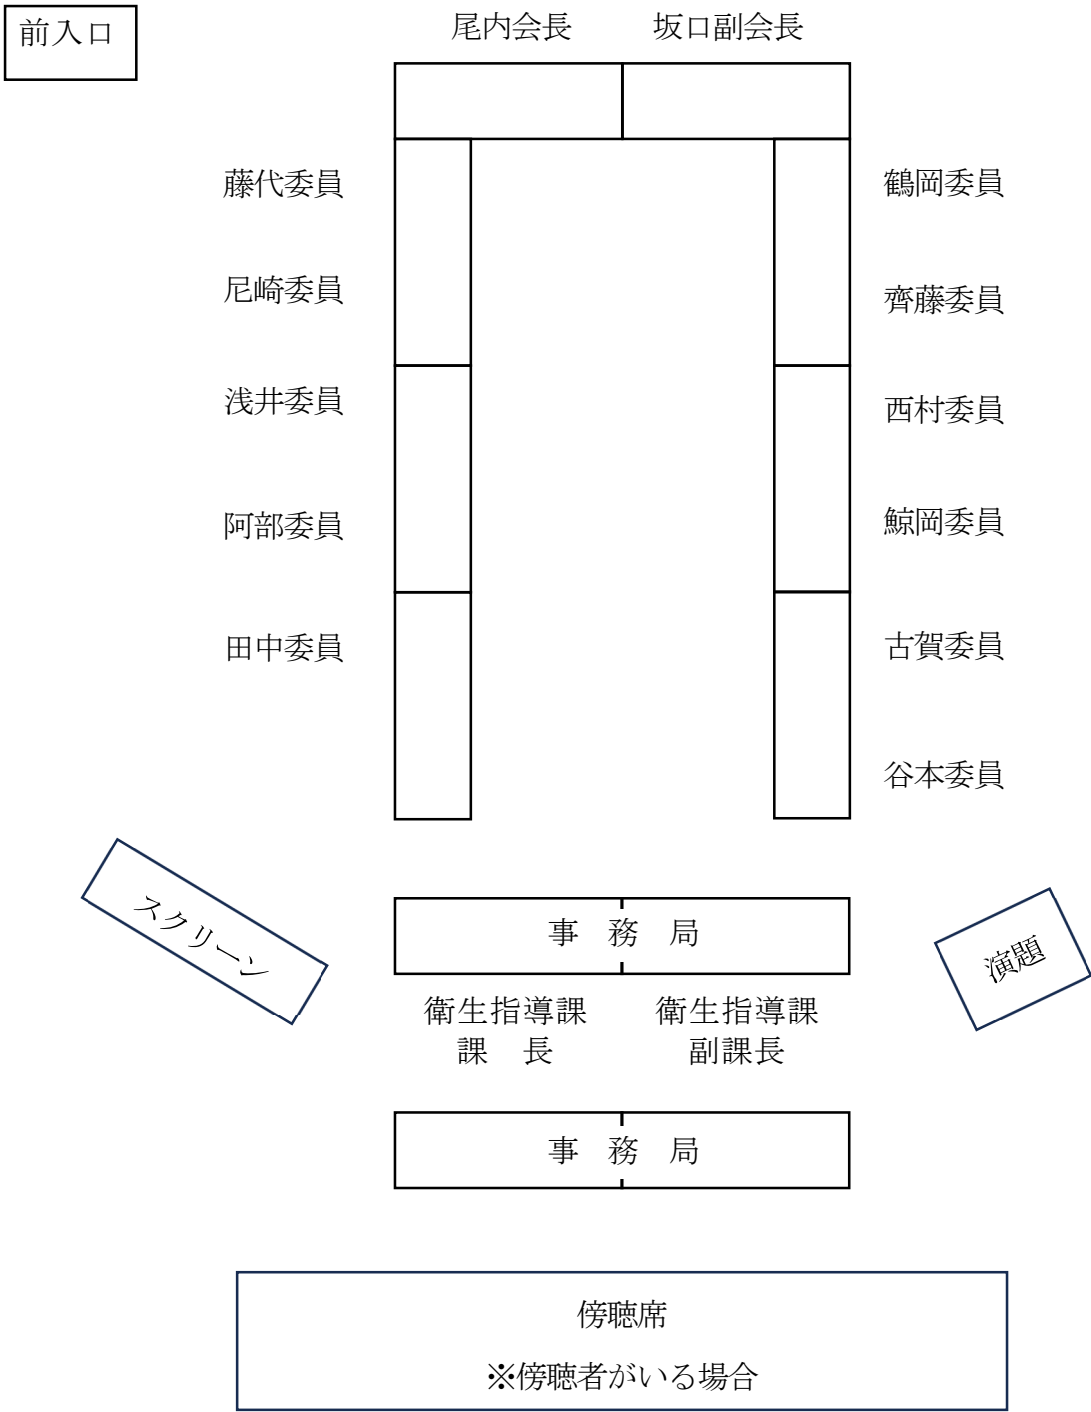 前入口
尾内会長 坂口副会長
藤代委員 鶴岡委員
尼崎委員 齊藤委員
浅井委員 西村委員
阿部委員 鯨岡委員
田中委員 古賀委員
谷本委員
スクリーン
事 務 局
演題
衛生指導課 衛生指導課
課 長 副課長
事 務 局
傍聴席
※傍聴者がいる場合